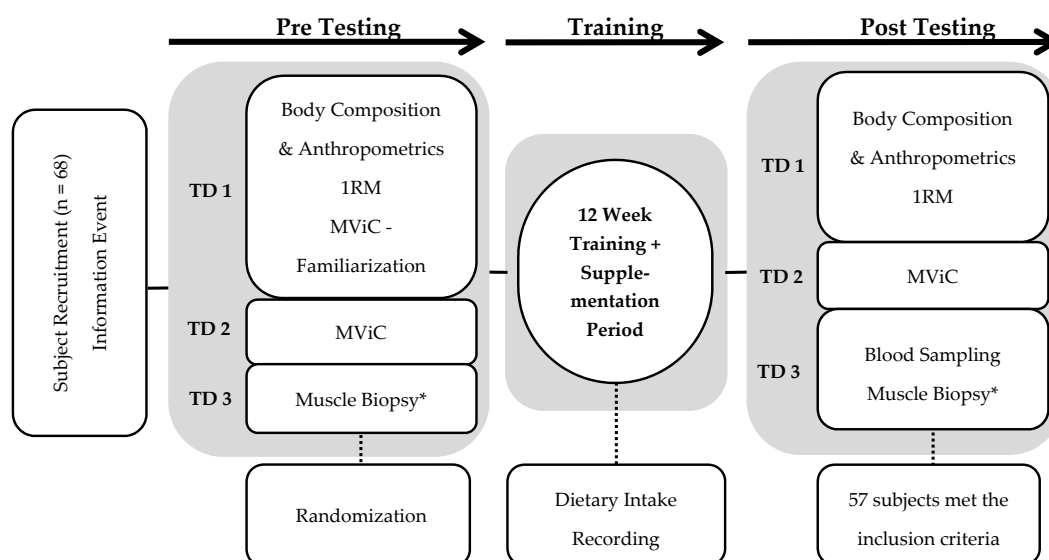 Pre Testing
Training
Post Testing
Subject Recruitment (n = 68)
Information Event
TD 1
Body Composition
& Anthropometrics
1RM
MViC -
Familiarization
TD 2
MViC
TD 3
Muscle Biopsy*
Randomization
12 Week
Training +
Supple-
mentation
Period
Dietary Intake
Recording
TD 1
Body Composition
& Anthropometrics
1RM
TD 2
MViC
TD 3
Blood Sampling
Muscle Biopsy*
57 subjects met the
inclusion criteria